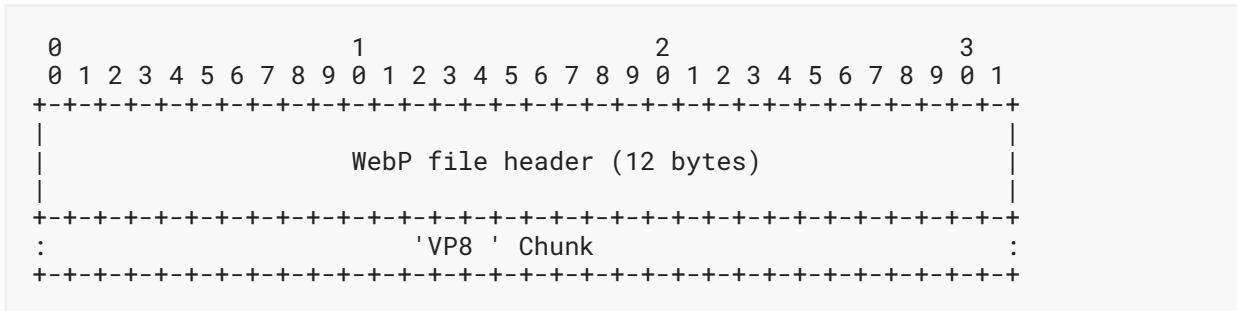 0                   1                   2                   3
 0 1 2 3 4 5 6 7 8 9 0 1 2 3 4 5 6 7 8 9 0 1 2 3 4 5 6 7 8 9 0 1
+-+-+-+-+-+-+-+-+-+-+-+-+-+-+-+-+-+-+-+-+-+-+-+-+-+-+-+-+-+-+-+-+
|                                                               |
|                    WebP file header (12 bytes)                |
|                                                               |
+-+-+-+-+-+-+-+-+-+-+-+-+-+-+-+-+-+-+-+-+-+-+-+-+-+-+-+-+-+-+-+-+
:                        'VP8 ' Chunk                           :
+-+-+-+-+-+-+-+-+-+-+-+-+-+-+-+-+-+-+-+-+-+-+-+-+-+-+-+-+-+-+-+-+